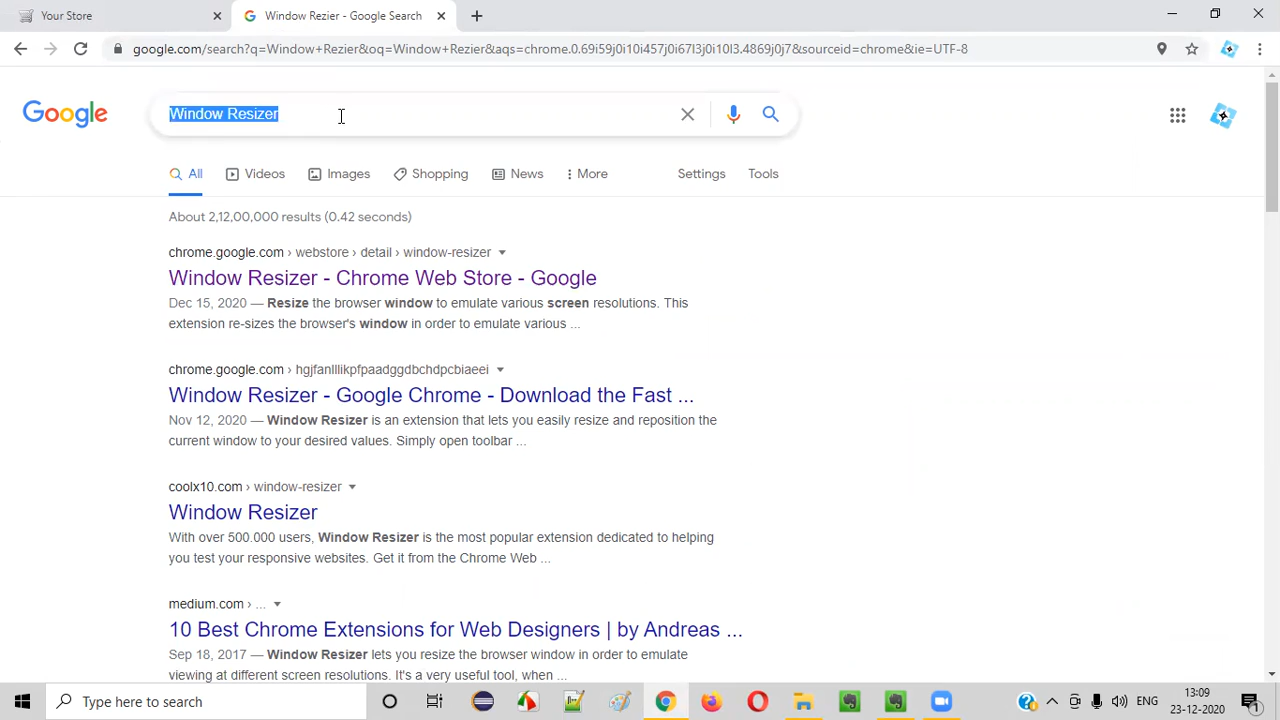 Your Store
Window Rezier - Google Search
google.com/search?q=Window+Rezier&oq=Window+Rezier&aqs=chrome.0.69i59j0i10i457j0i67l3j0i10l3.4869j0j7&sourceid=chrome&ie=UTF-8
Google
Window Resizer
All
Videos
Images
Shopping
News
More
Settings
Tools
About 2,12,00,000 results (0.42 seconds)
chrome.google.com › webstore › detail › window-resizer
Window Resizer - Chrome Web Store - Google
Dec 15, 2020 — Resize the browser window to emulate various screen resolutions. This
extension re-sizes the browser's window in order to emulate various ...
chrome.google.com › hgjfanlllikpfpaadggdbchdpcbiaeei
Window Resizer - Google Chrome - Download the Fast ...
Nov 12, 2020 — Window Resizer is an extension that lets you easily resize and reposition the
current window to your desired values. Simply open toolbar ...
coolx10.com › window-resizer
Window Resizer
With over 500.000 users, Window Resizer is the most popular extension dedicated to helping
you test your responsive websites. Get it from the Chrome Web ...
medium.com › ...
10 Best Chrome Extensions for Web Designers | by Andreas ...
Sep 18, 2017 — Window Resizer lets you resize the browser window in order to emulate
viewing at different screen resolutions. It's a very useful tool, when ...
Type here to search
ENG
13:09
23-12-2020
1